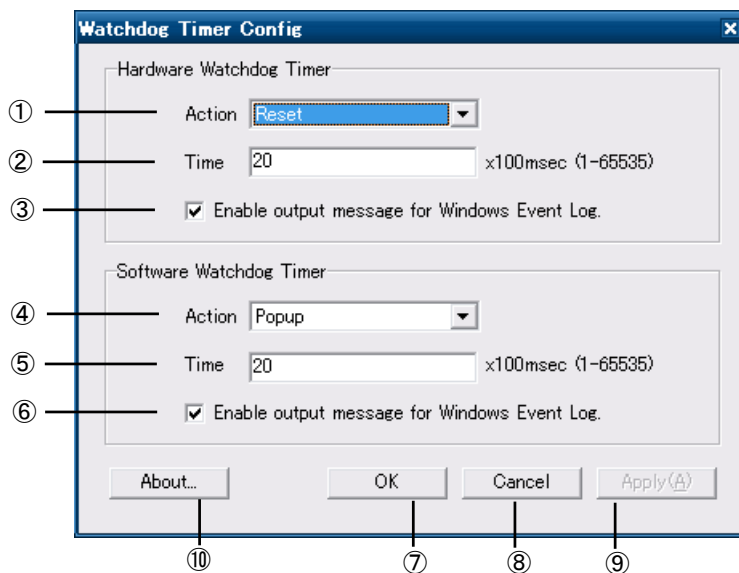 Watchdog Timer Config
Hardware Watchdog Timer
① Action Reset
② Time 20 x100msec (1-65535)
③ Enable output message for Windows Event Log.
Software Watchdog Timer
④ Action Popup
⑤ Time 20 x100msec (1-65535)
⑥ Enable output message for Windows Event Log.
About... OK Cancel Apply(A)
⑩ ⑦ ⑧ ⑨